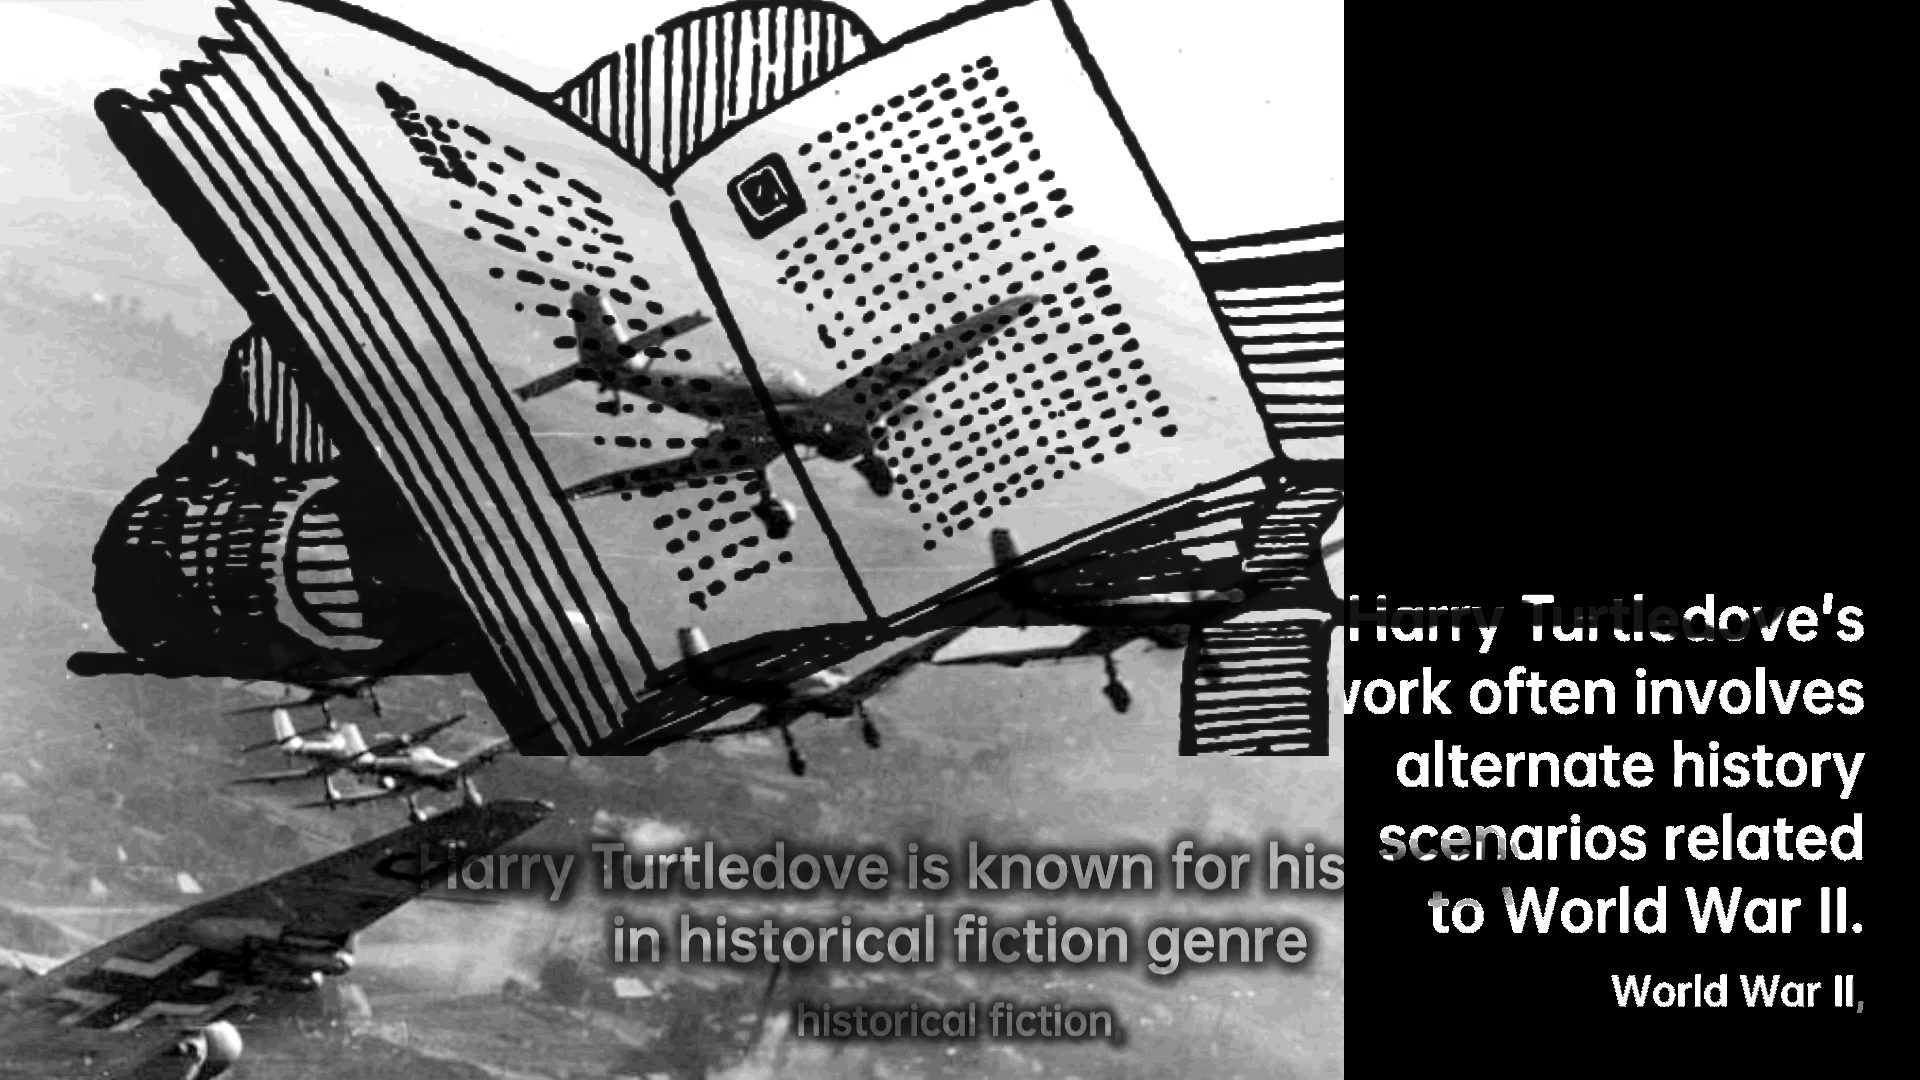 Harry Turtledove's
work often involves
alternate history
scenarios related
to World War II.
World War II,
Harry Turtledove is known for his
in historical fiction genre
historical fiction,